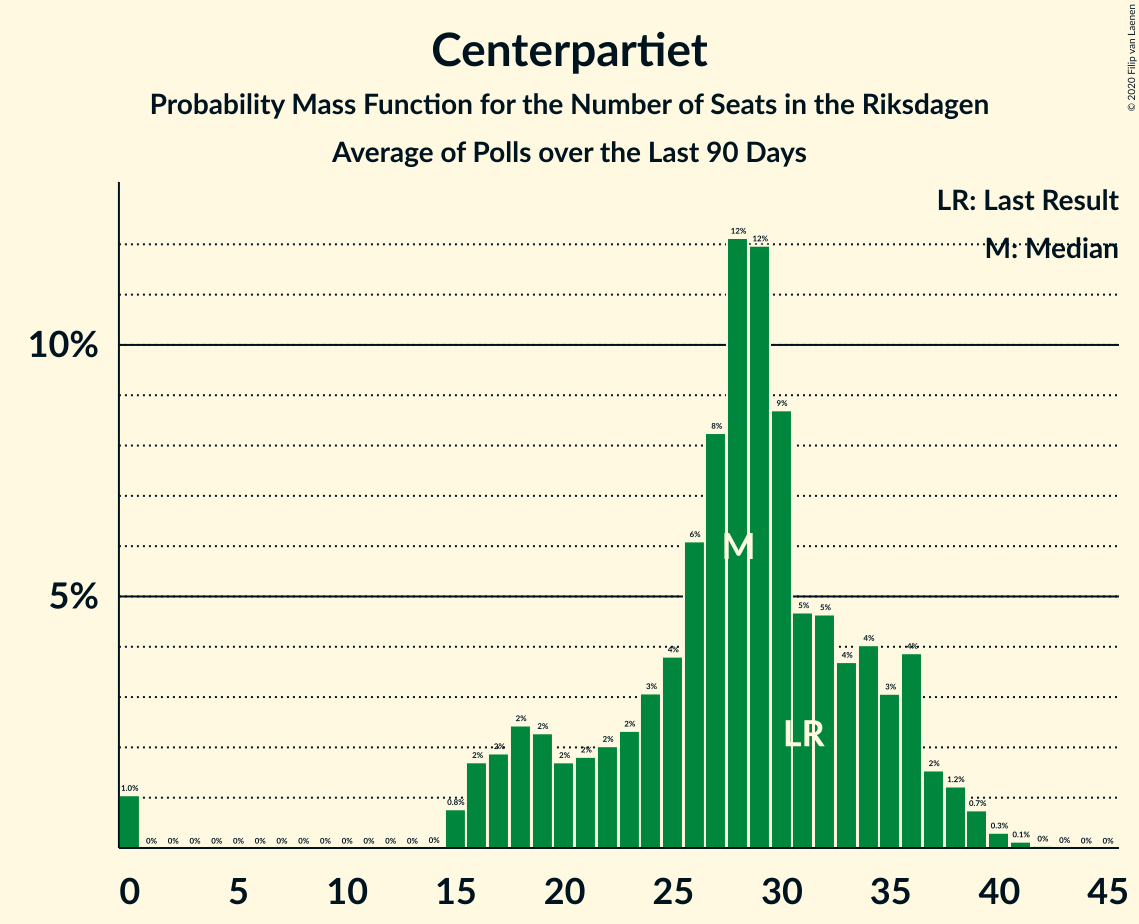 Centerpartiet
Probability Mass Function for the Number of Seats in the Riksdagen
Average of Polls over the Last 90 Days
© 2020 Filip van Laenen
LR: Last Result
M: Median
10%
5%
1.0% 0% 0% 0% 0% 0% 0% 0% 0% 0% 0% 0% 0% 0% 0% 0.8% 2% 2% 2% 2% 2% 2% 2% 2% 3% 4% 6% 8% 12% 12% 9% 5% 5% 4% 4% 3% 4% 2% 1.2% 0.7% 0.3% 0.1% 0% 0% 0% 0%
M
LR
0 5 10 15 20 25 30 35 40 45